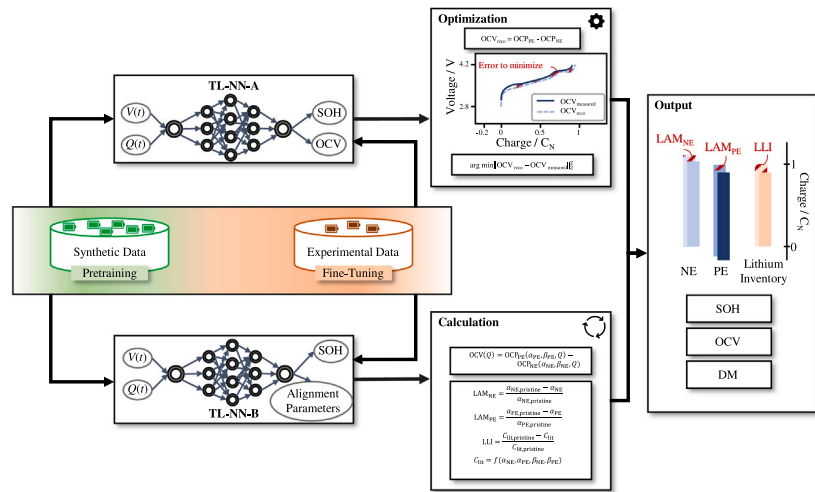 Optimization
OCV_reco = OCP_PE - OCP_NE
Error to minimize
Voltage / V
4.2
2.8
OCV_measured
OCV_reco
-0.2
0
0.5
1
Charge / C_N
arg min‖OCV_reco − OCV_measured‖₂²
TL-NN-A
V(t)
Q(t)
SOH
OCV
Synthetic Data
Pretraining
Experimental Data
Fine-Tuning
V(t)
Q(t)
SOH
Alignment
Parameters
TL-NN-B
Calculation
OCV(Q) = OCP_PE(α_PE, β_PE, Q) −
OCP_NE(α_NE, β_NE, Q)
LAM_NE = (α_NE,pristine − α_NE) / α_NE,pristine
LAM_PE = (α_PE,pristine − α_PE) / α_PE,pristine
LLI = (C_lit,pristine − C_lit) / C_lit,pristine
C_lit = f(α_NE, α_PE, β_NE, β_PE)
Output
LAM_NE
LAM_PE
LLI
1
0
Charge / C_N
NE
PE
Lithium
Inventory
SOH
OCV
DM